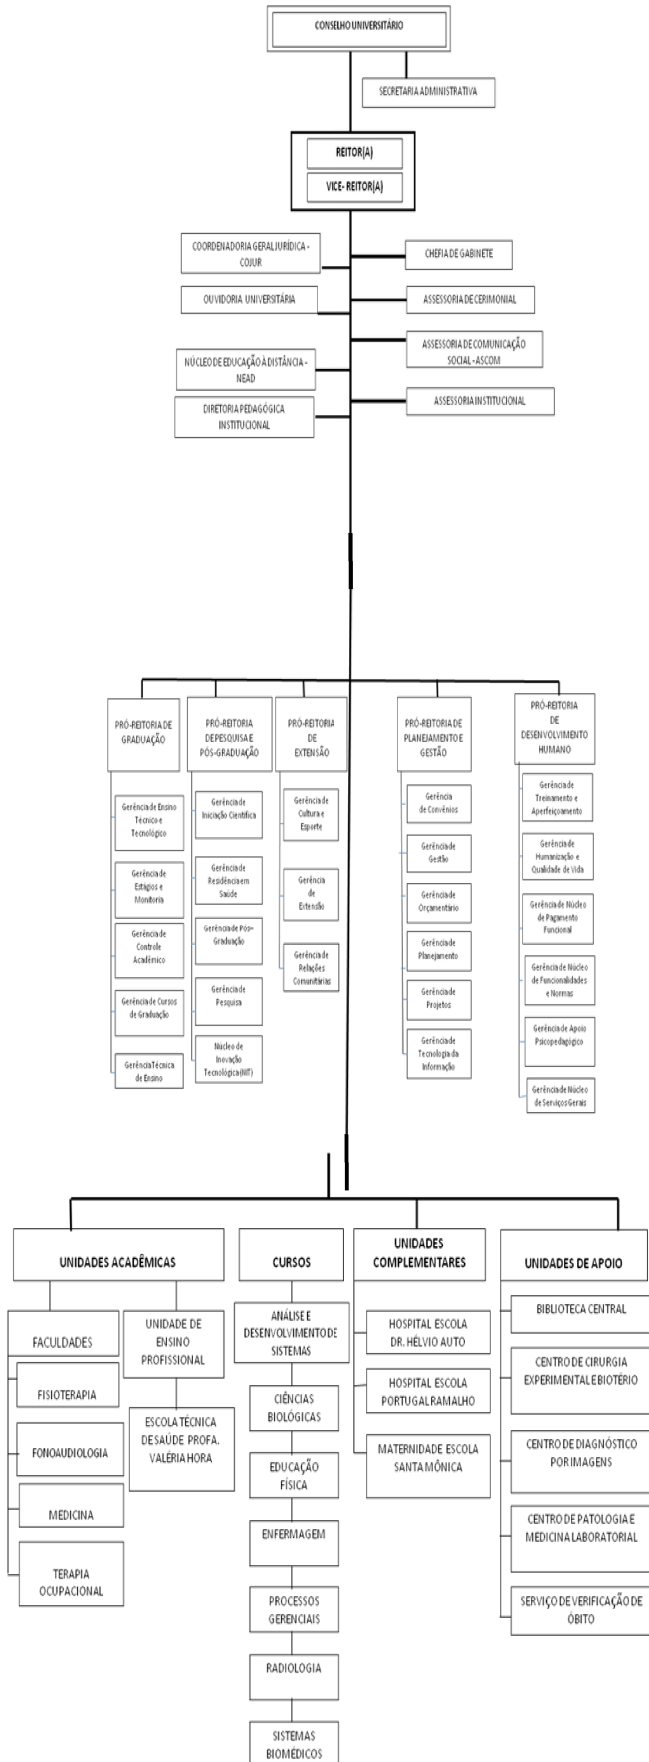 CONSELHO UNIVERSITÁRIO
SECRETARIA ADMINISTRATIVA
REITOR(A)
VICE- REITOR(A)
COORDENADORIA GERAL JURÍDICA -
COJUR
CHEFIA DE GABINETE
OUVIDORIA UNIVERSITÁRIA
ASSESSORIA DE CERIMONIAL
NÚCLEO DE EDUCAÇÃO À DISTÂNCIA -
NEAD
ASSESSORIA DE COMUNICAÇÃO
SOCIAL - ASCOM
DIRETORIA PEDAGÓGICA
INSTITUCIONAL
ASSESSORIA INSTITUCIONAL
PRÓ-REITORIA DE
GRADUAÇÃO
Gerência de Ensino
Técnico e
Tecnológico
Gerência de
Estágios e
Monitoria
Gerência de
Controle
Acadêmico
Gerência de Cursos
de Graduação
Gerência Técnica
de Ensino
PRÓ-REITORIA
DE PESQUISA E
PÓS-GRADUAÇÃO
Gerência de
Iniciação Científica
Gerência de
Residência em
Saúde
Gerência de Pós-
Graduação
Gerência de
Pesquisa
Núcleo de
Inovação
Tecnológica (NIT)
PRÓ-REITORIA
DE
EXTENSÃO
Gerência de
Cultura e
Esporte
Gerência
de
Extensão
Gerência de
Relações
Comunitárias
PRÓ-REITORIA DE
PLANEJAMENTO E
GESTÃO
Gerência
de Convênios
Gerência de
Gestão
Gerência de
Orçamentário
Gerência de
Planejamento
Gerência de
Projetos
Gerência de
Tecnologia da
Informação
PRÓ-REITORIA
DE
DESENVOLVIMENTO
HUMANO
Gerência de
Treinamento e
Aperfeiçoamento
Gerência de
Humanização e
Qualidade de Vida
Gerência de Núcleo
de Pagamento
Funcional
Gerência de Núcleo
de Funcionalidades
e Normas
Gerência de Apoio
Psicopedagógico
Gerência de Núcleo
de Serviços Gerais
UNIDADES ACADÊMICAS
FACULDADES
FISIOTERAPIA
FONOAUDIOLOGIA
MEDICINA
TERAPIA
OCUPACIONAL
UNIDADE DE
ENSINO
PROFISSIONAL
ESCOLA TÉCNICA
DE SAÚDE PROFA.
VALÉRIA HORA
CURSOS
ANÁLISE E
DESENVOLVIMENTO DE
SISTEMAS
CIÊNCIAS
BIOLÓGICAS
EDUCAÇÃO
FÍSICA
ENFERMAGEM
PROCESSOS
GERENCIAIS
RADIOLOGIA
SISTEMAS
BIOMÉDICOS
UNIDADES
COMPLEMENTARES
HOSPITAL ESCOLA
DR. HÉLVIO AUTO
HOSPITAL ESCOLA
PORTUGAL RAMALHO
MATERNIDADE ESCOLA
SANTA MÔNICA
UNIDADES DE APOIO
BIBLIOTECA CENTRAL
CENTRO DE CIRURGIA
EXPERIMENTAL E BIOTÉRIO
CENTRO DE DIAGNÓSTICO
POR IMAGENS
CENTRO DE PATOLOGIA E
MEDICINA LABORATORIAL
SERVIÇO DE VERIFICAÇÃO DE
ÓBITO